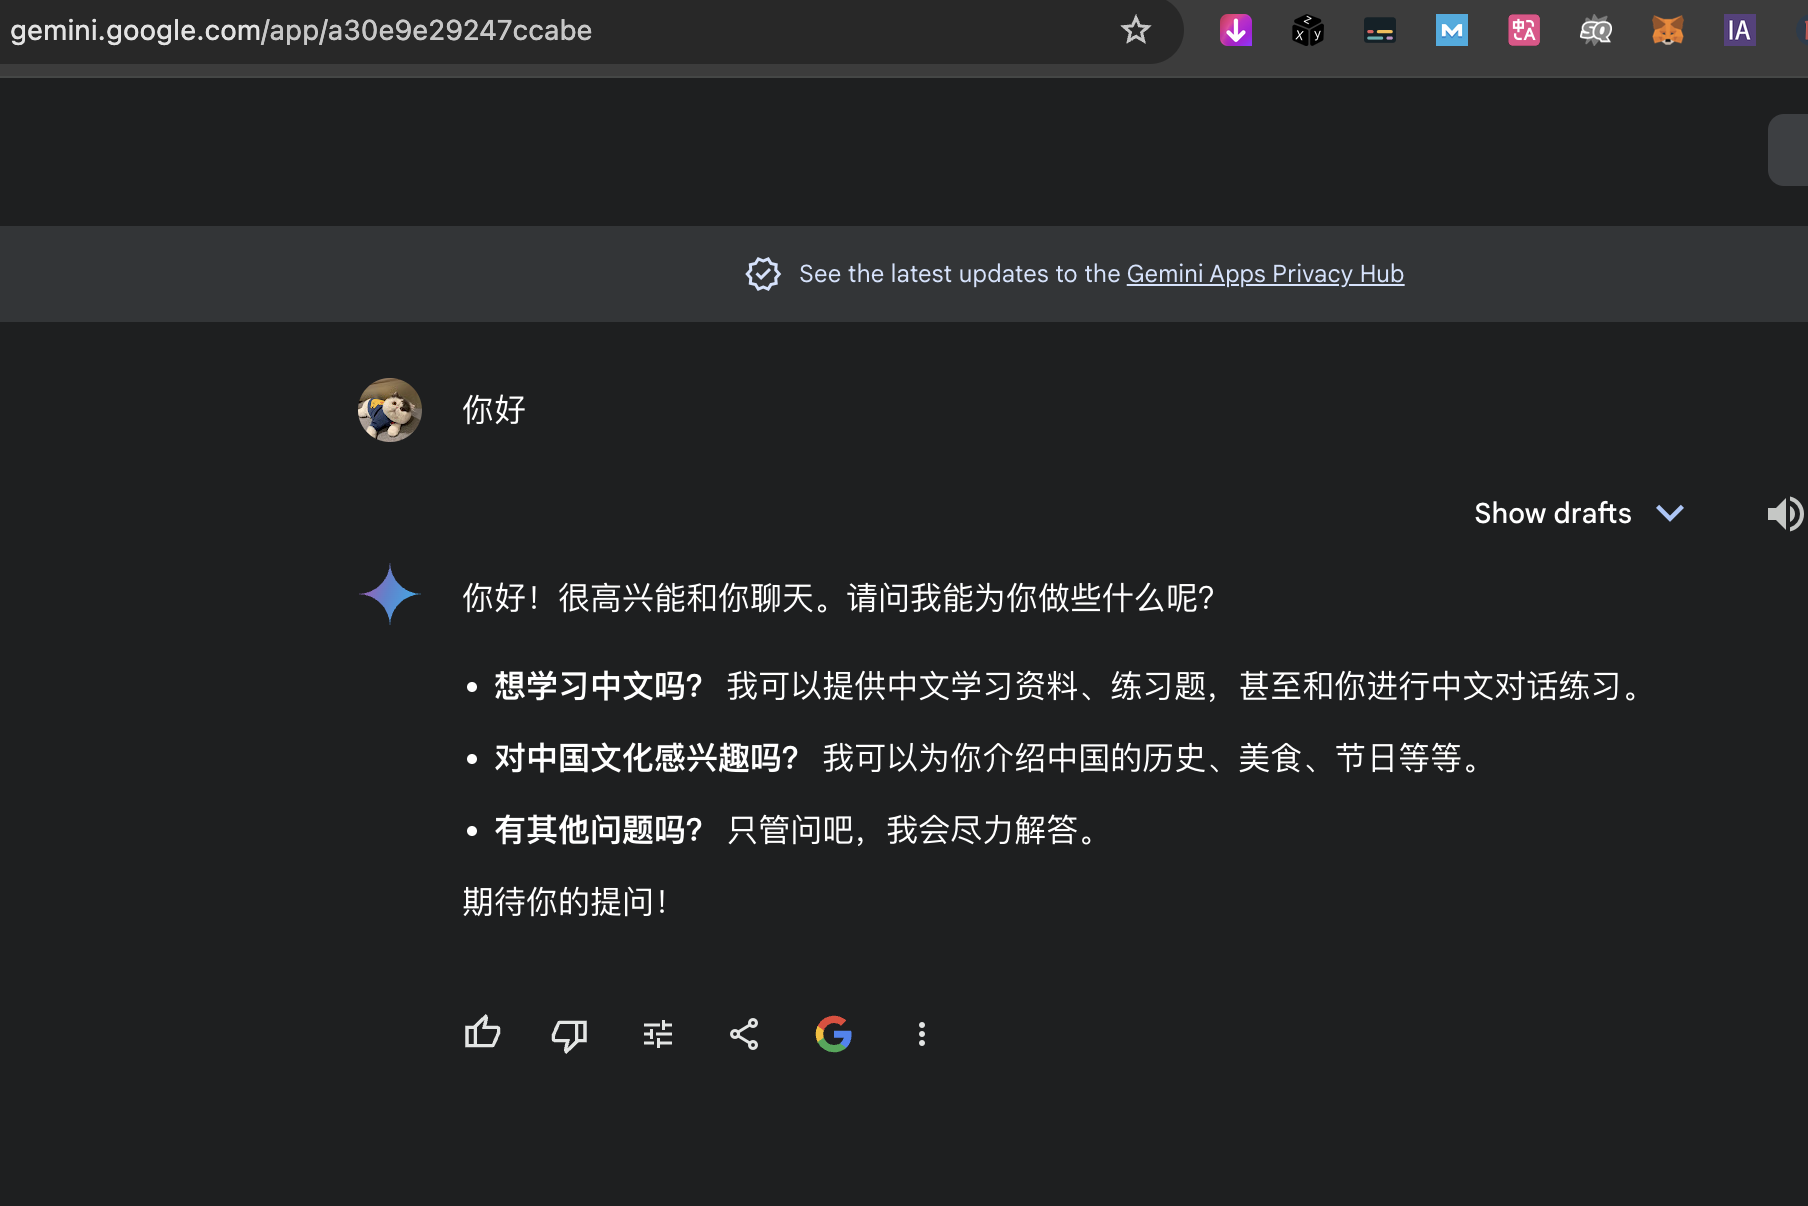 gemini.google.com/app/a30e9e29247ccabe
See the latest updates to the Gemini Apps Privacy Hub
你好
Show drafts
你好！很高兴能和你聊天。请问我能为你做些什么呢？
• 想学习中文吗？ 我可以提供中文学习资料、练习题，甚至和你进行中文对话练习。
• 对中国文化感兴趣吗？ 我可以为你介绍中国的历史、美食、节日等等。
• 有其他问题吗？ 只管问吧，我会尽力解答。
期待你的提问！